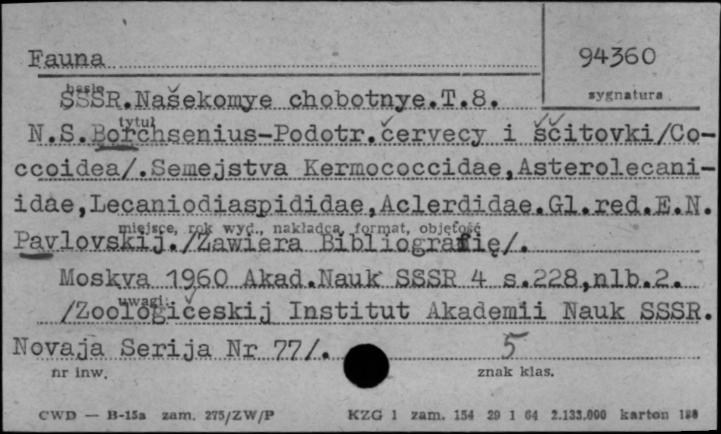 Fauna
94360
hasło
SSSR.Našekomye chobotnye.T.8.
sygnatura
tytuł
N.S.Borchsenius-Podotr.červecy i ščitovki/Co-
ccoidea/.Semejstva Kermococcidae,Asterolecani-
idae,Lecaniodiaspididae,Aclerdidae.Gl.red.E.N.
miejsce, rok wyd., nakładca, format, objętość
Pavlovskij./Zawiera Bibliografię/.
Moskva 1960 Akad.Nauk SSSR 4 s.228,nlb.2.
uwagi:
/Zoologičeskij Institut Akademii Nauk SSSR.
Novaja Serija Nr 77/.
5
nr inw.
znak klas.
CWD — B-15a zam. 275/ZW/P
KZG 1 zam. 154 29 1 64 2.133.000 karton